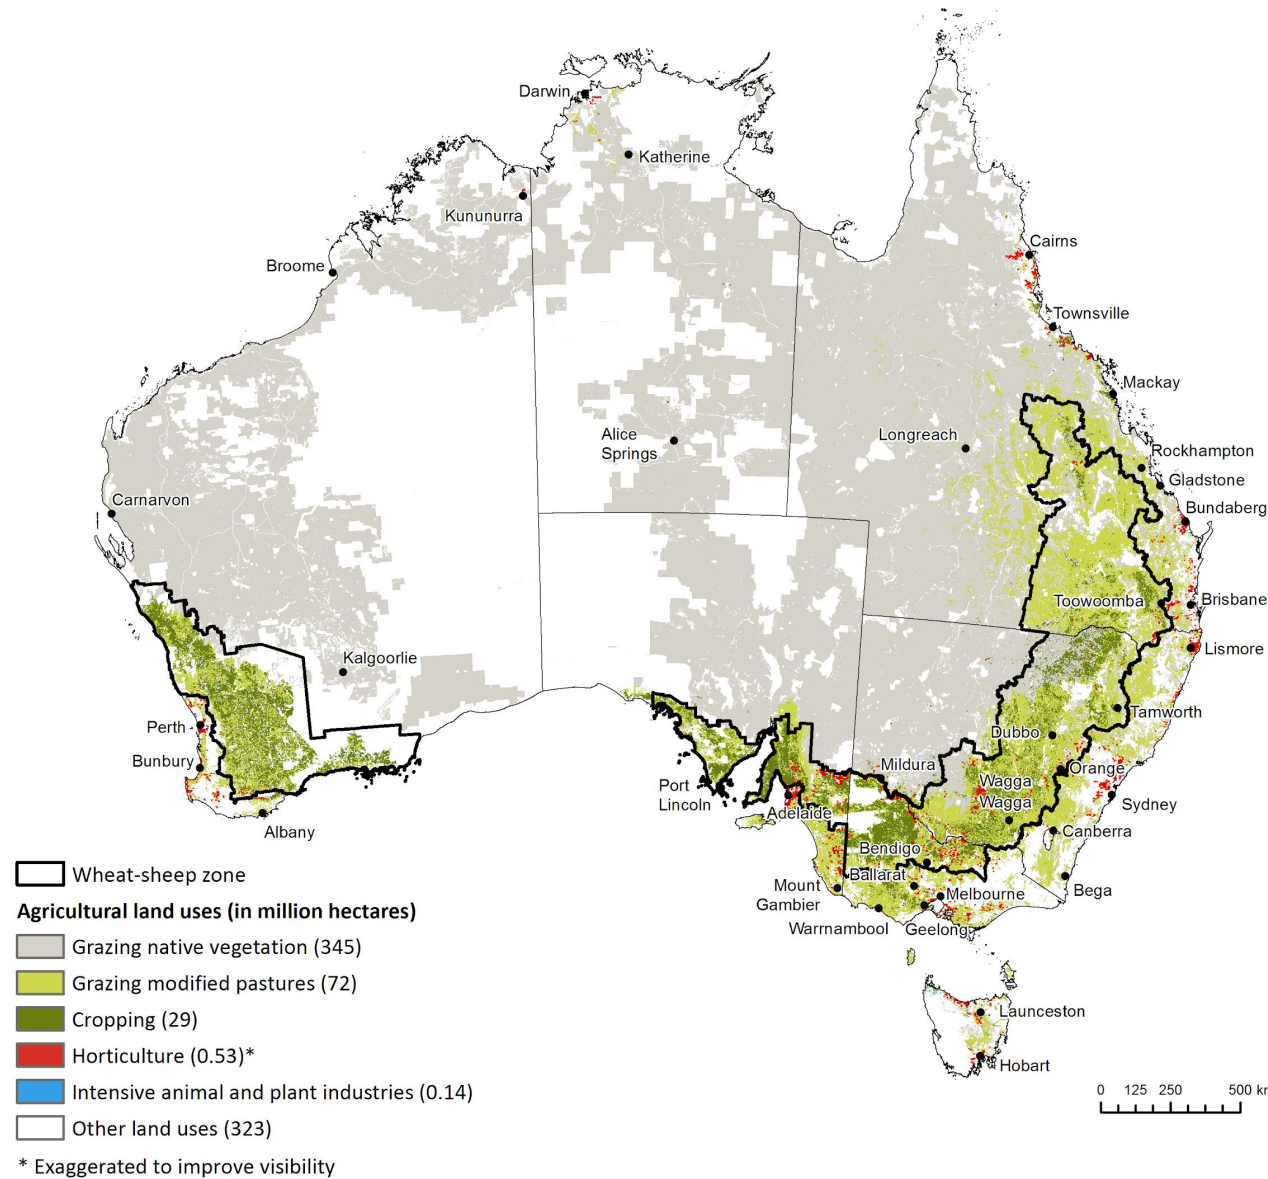 Darwin
Katherine
Kununurra
Cairns
Broome
Townsville
Mackay
Alice
Springs
Longreach
Rockhampton
Gladstone
Carnarvon
Bundaberg
Toowoomba
Brisbane
Lismore
Kalgoorlie
Tamworth
Perth
Dubbo
Bunbury
Mildura
Orange
Port
Lincoln
Wagga
Wagga
Sydney
Albany
Adelaide
Canberra
Bendigo
Ballarat
Mount
Gambier
Melbourne
Bega
Warrnambool
Geelong
Launceston
Hobart
Wheat-sheep zone
Agricultural land uses (in million hectares)
Grazing native vegetation (345)
Grazing modified pastures (72)
Cropping (29)
Horticulture (0.53)*
Intensive animal and plant industries (0.14)
Other land uses (323)
* Exaggerated to improve visibility
0 125 250 500